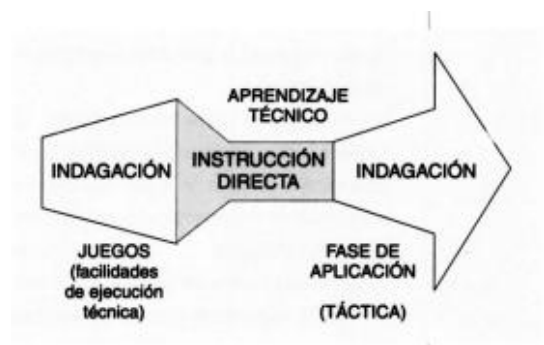 APRENDIZAJE
TÉCNICO
INDAGACIÓN
INSTRUCCIÓN
DIRECTA
INDAGACIÓN
JUEGOS
(facilidades
de ejecución
técnica)
FASE DE
APLICACIÓN
(TÁCTICA)